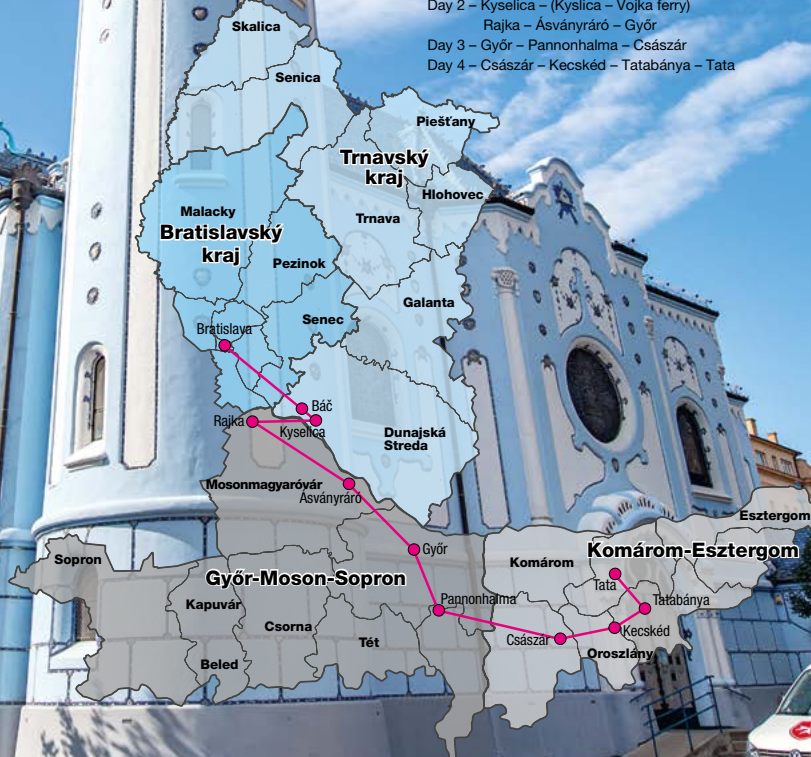 Day 2 – Kyselica – (Kyslica – Vojka ferry)
Rajka – Ásványráró – Győr
Day 3 – Győr – Pannonhalma – Császár
Day 4 – Császár – Kecskéd – Tatabánya – Tata
Skalica
Senica
Piešťany
Trnavský
kraj
Hlohovec
Malacky
Trnava
Bratislavský
kraj
Pezinok
Galanta
Senec
Bratislava
Báč
Rajka
Kyselica
Dunajská
Streda
Mosonmagyaróvár
Ásványráró
Esztergom
Győr
Komárom-Esztergom
Sopron
Komárom
Győr-Moson-Sopron
Tata
Kapuvár
Pannonhalma
Tatabánya
Csorna
Császár
Kecskéd
Tét
Oroszlány
Beled